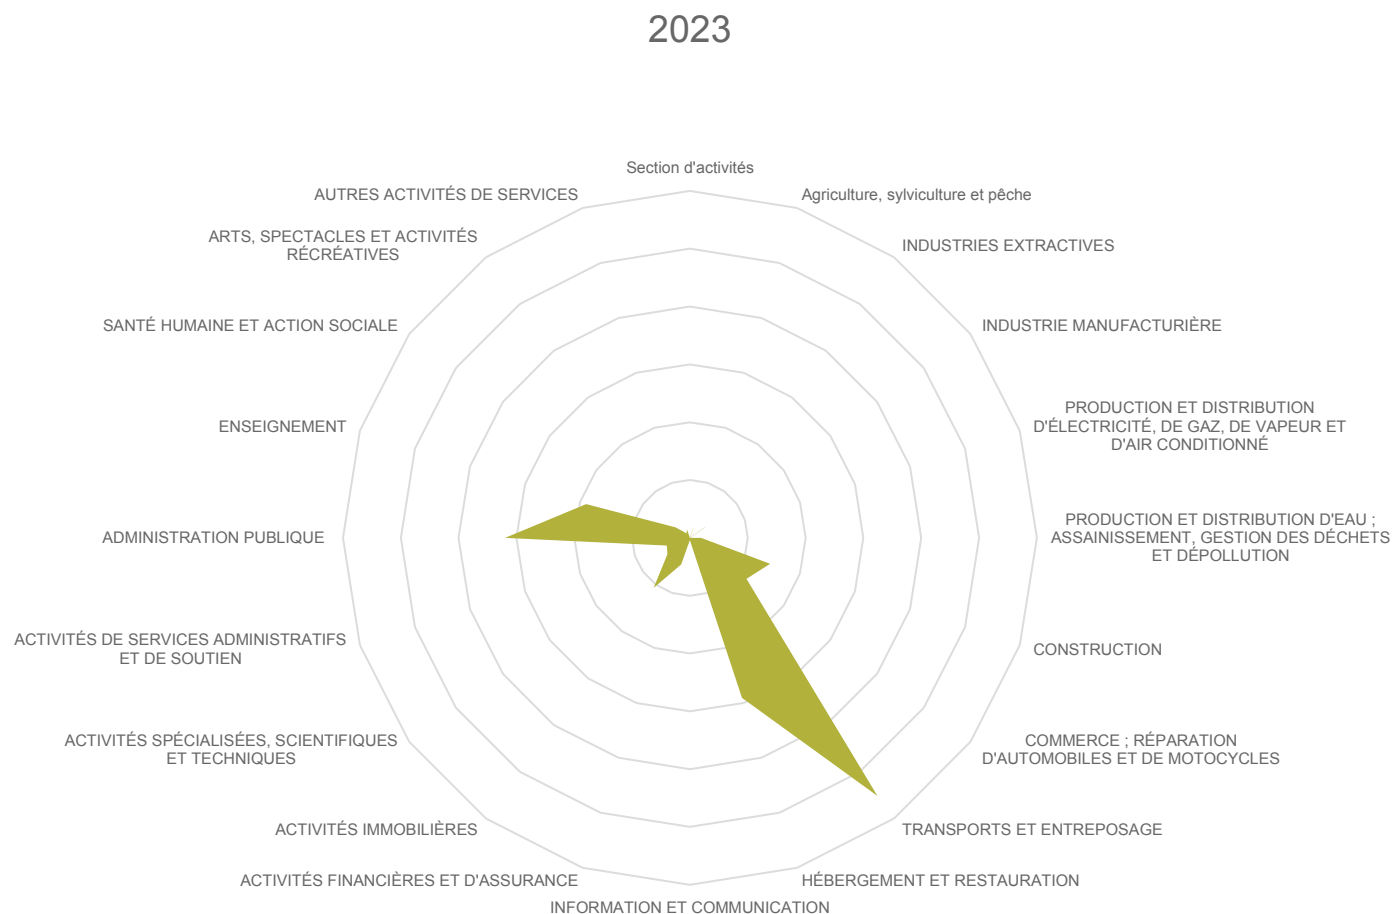 2023
Section d'activités
Agriculture, sylviculture et pêche
INDUSTRIES EXTRACTIVES
INDUSTRIE MANUFACTURIÈRE
PRODUCTION ET DISTRIBUTION
D'ÉLECTRICITÉ, DE GAZ, DE VAPEUR ET
D'AIR CONDITIONNÉ
PRODUCTION ET DISTRIBUTION D'EAU ;
ASSAINISSEMENT, GESTION DES DÉCHETS
ET DÉPOLLUTION
CONSTRUCTION
COMMERCE ; RÉPARATION
D'AUTOMOBILES ET DE MOTOCYCLES
TRANSPORTS ET ENTREPOSAGE
HÉBERGEMENT ET RESTAURATION
INFORMATION ET COMMUNICATION
ACTIVITÉS FINANCIÈRES ET D'ASSURANCE
ACTIVITÉS IMMOBILIÈRES
ACTIVITÉS SPÉCIALISÉES, SCIENTIFIQUES
ET TECHNIQUES
ACTIVITÉS DE SERVICES ADMINISTRATIFS
ET DE SOUTIEN
ADMINISTRATION PUBLIQUE
ENSEIGNEMENT
SANTÉ HUMAINE ET ACTION SOCIALE
ARTS, SPECTACLES ET ACTIVITÉS
RÉCRÉATIVES
AUTRES ACTIVITÉS DE SERVICES